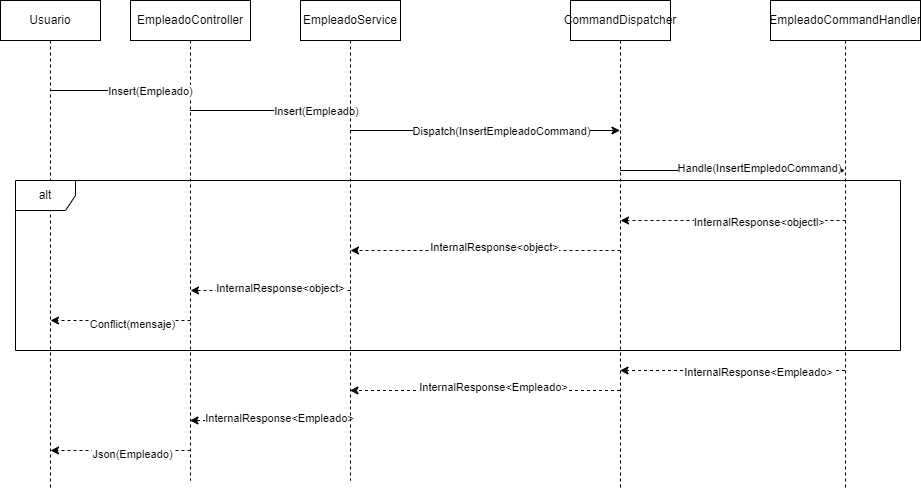 Usuario
EmpleadoController
EmpleadoService
CommandDispatcher
EmpleadoCommandHandler
Insert(Empleado)
Insert(Empleado)
Dispatch(InsertEmpleadoCommand)
Handle(InsertEmpledoCommand)
alt
InternalResponse<objectl>
InternalResponse<object>
InternalResponse<object>
Conflict(mensaje)
InternalResponse<Empleado>
InternalResponse<Empleado>
InternalResponse<Empleado>
Json(Empleado)